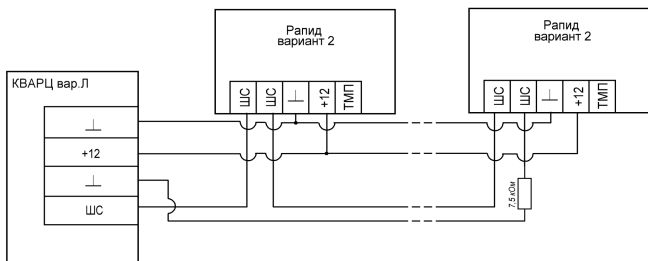 Рапид
вариант 2
ШС ШС ⊥ +12 ТМП
Рапид
вариант 2
ШС ШС ⊥ +12 ТМП
КВАРЦ вар.Л
⊥
+12
⊥
ШС
7,5 кОм